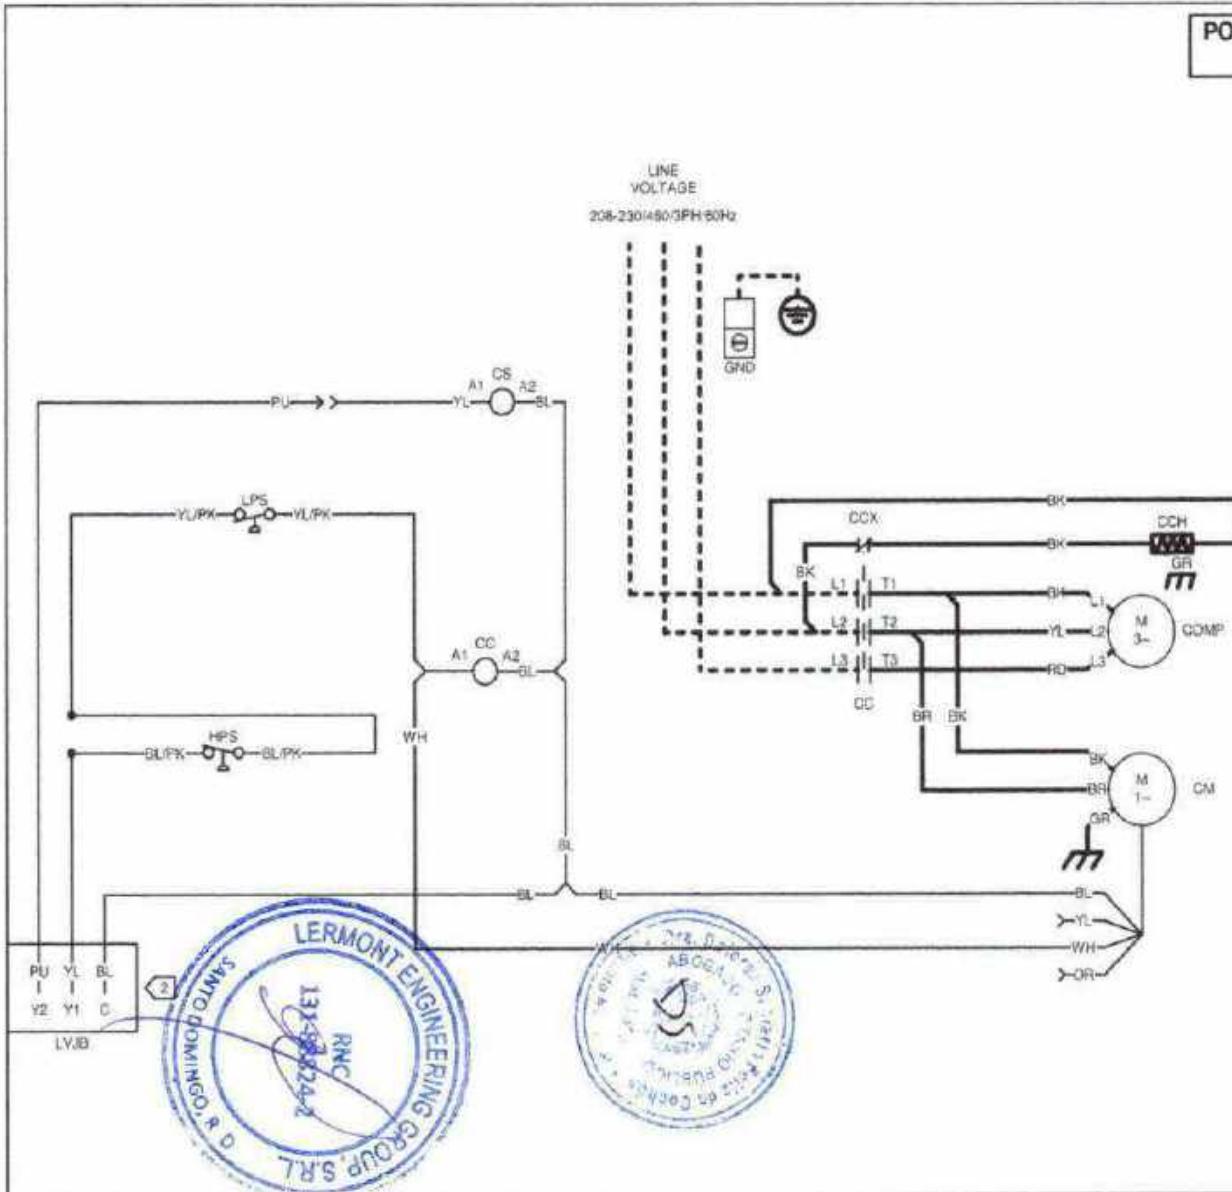 PO
LINE
VOLTAGE
208-230/460/3PH/60Hz
GND
CS
A1 A2
PU YL BL
LPS
YL/PK YL/PK
BK
CCX CCH
BK
GR
BK
L1 T1 BK L1
M
3~
COMP
L2 T2 YL L2
L3 T3 RD L3
CC
CC
A1 A2
BL
WH
BR BK
HPS
BL/PK BL/PK
BK
M
1~
CM
BR
GR
BL
BL BL BL
YL
WH
OR
PU YL BL
Y2 Y1 C
2
LVJB
LERMONT ENGINEERING GROUP, S.R.L.
SANTO DOMINGO, R D
RNC
ABOGADO
PUBLICO